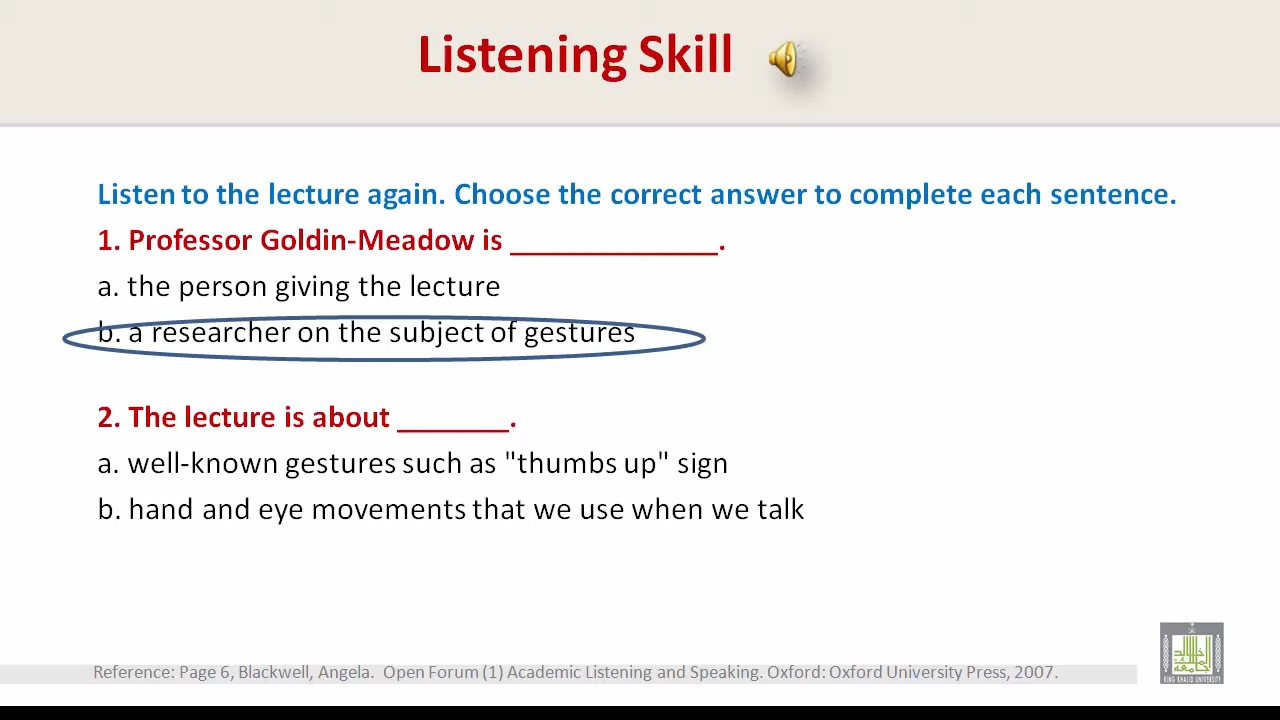 Listening Skill
Listen to the lecture again. Choose the correct answer to complete each sentence.
1. Professor Goldin-Meadow is _____________.
a. the person giving the lecture
b. a researcher on the subject of gestures
2. The lecture is about _______.
a. well-known gestures such as "thumbs up" sign
b. hand and eye movements that we use when we talk
Reference: Page 6, Blackwell, Angela. Open Forum (1) Academic Listening and Speaking. Oxford: Oxford University Press, 2007.
KING KHALID UNIVERSITY